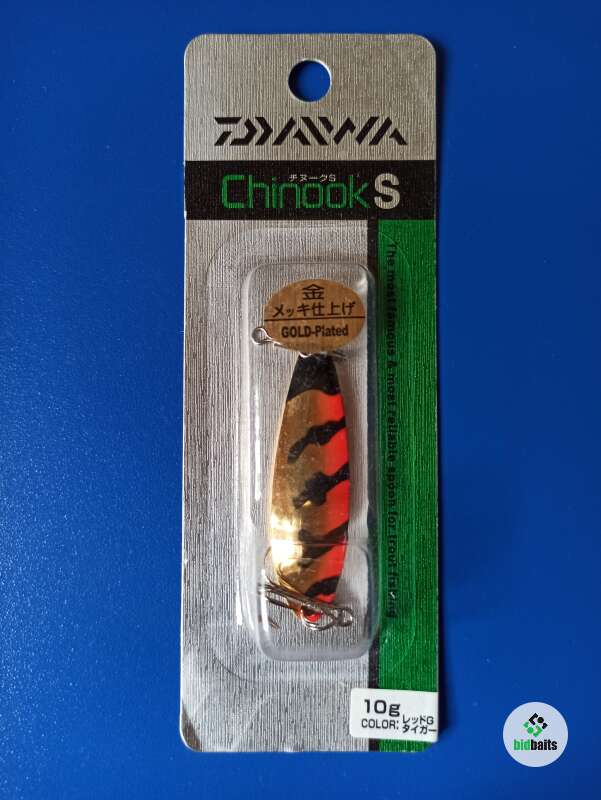 DAIWA
チヌークS
Chinook S
金
メッキ仕上げ
GOLD-Plated
The most famous & most reliable spoon for trout fishing
10g
COLOR: レッドG
タイガー
bidbaits